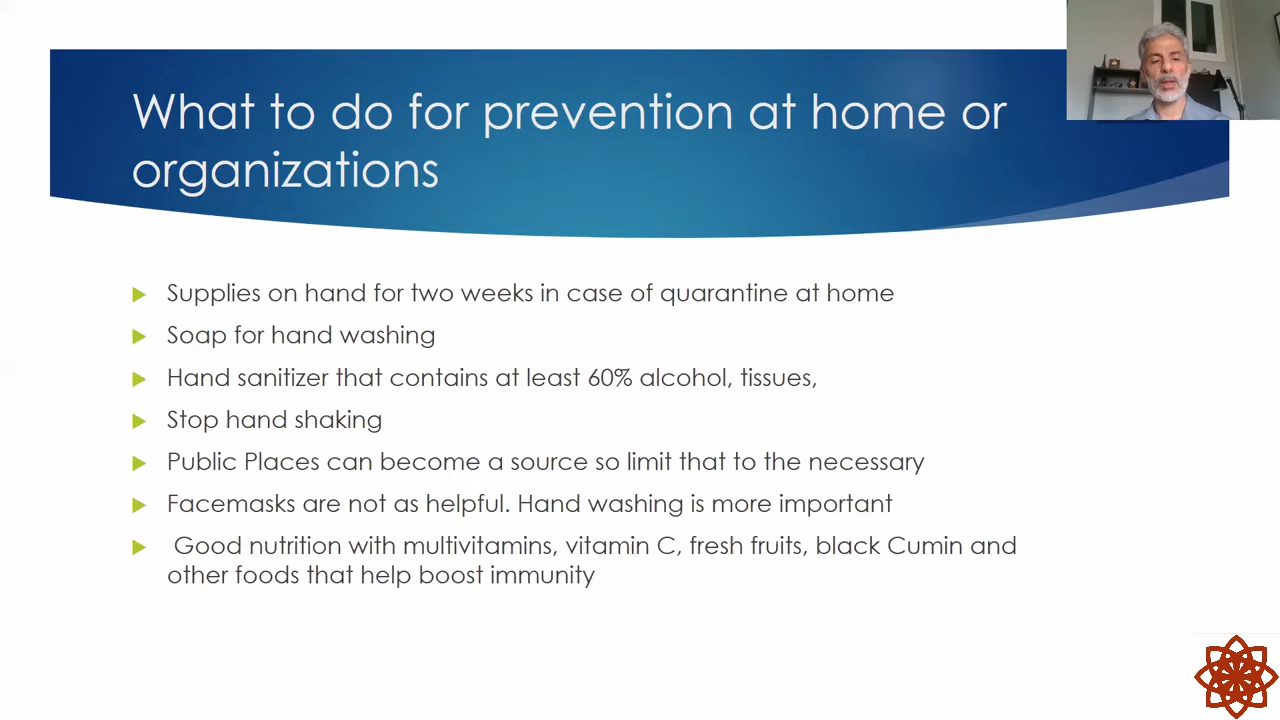 What to do for prevention at home or
organizations
Supplies on hand for two weeks in case of quarantine at home
Soap for hand washing
Hand sanitizer that contains at least 60% alcohol, tissues,
Stop hand shaking
Public Places can become a source so limit that to the necessary
Facemasks are not as helpful. Hand washing is more important
Good nutrition with multivitamins, vitamin C, fresh fruits, black Cumin and
other foods that help boost immunity